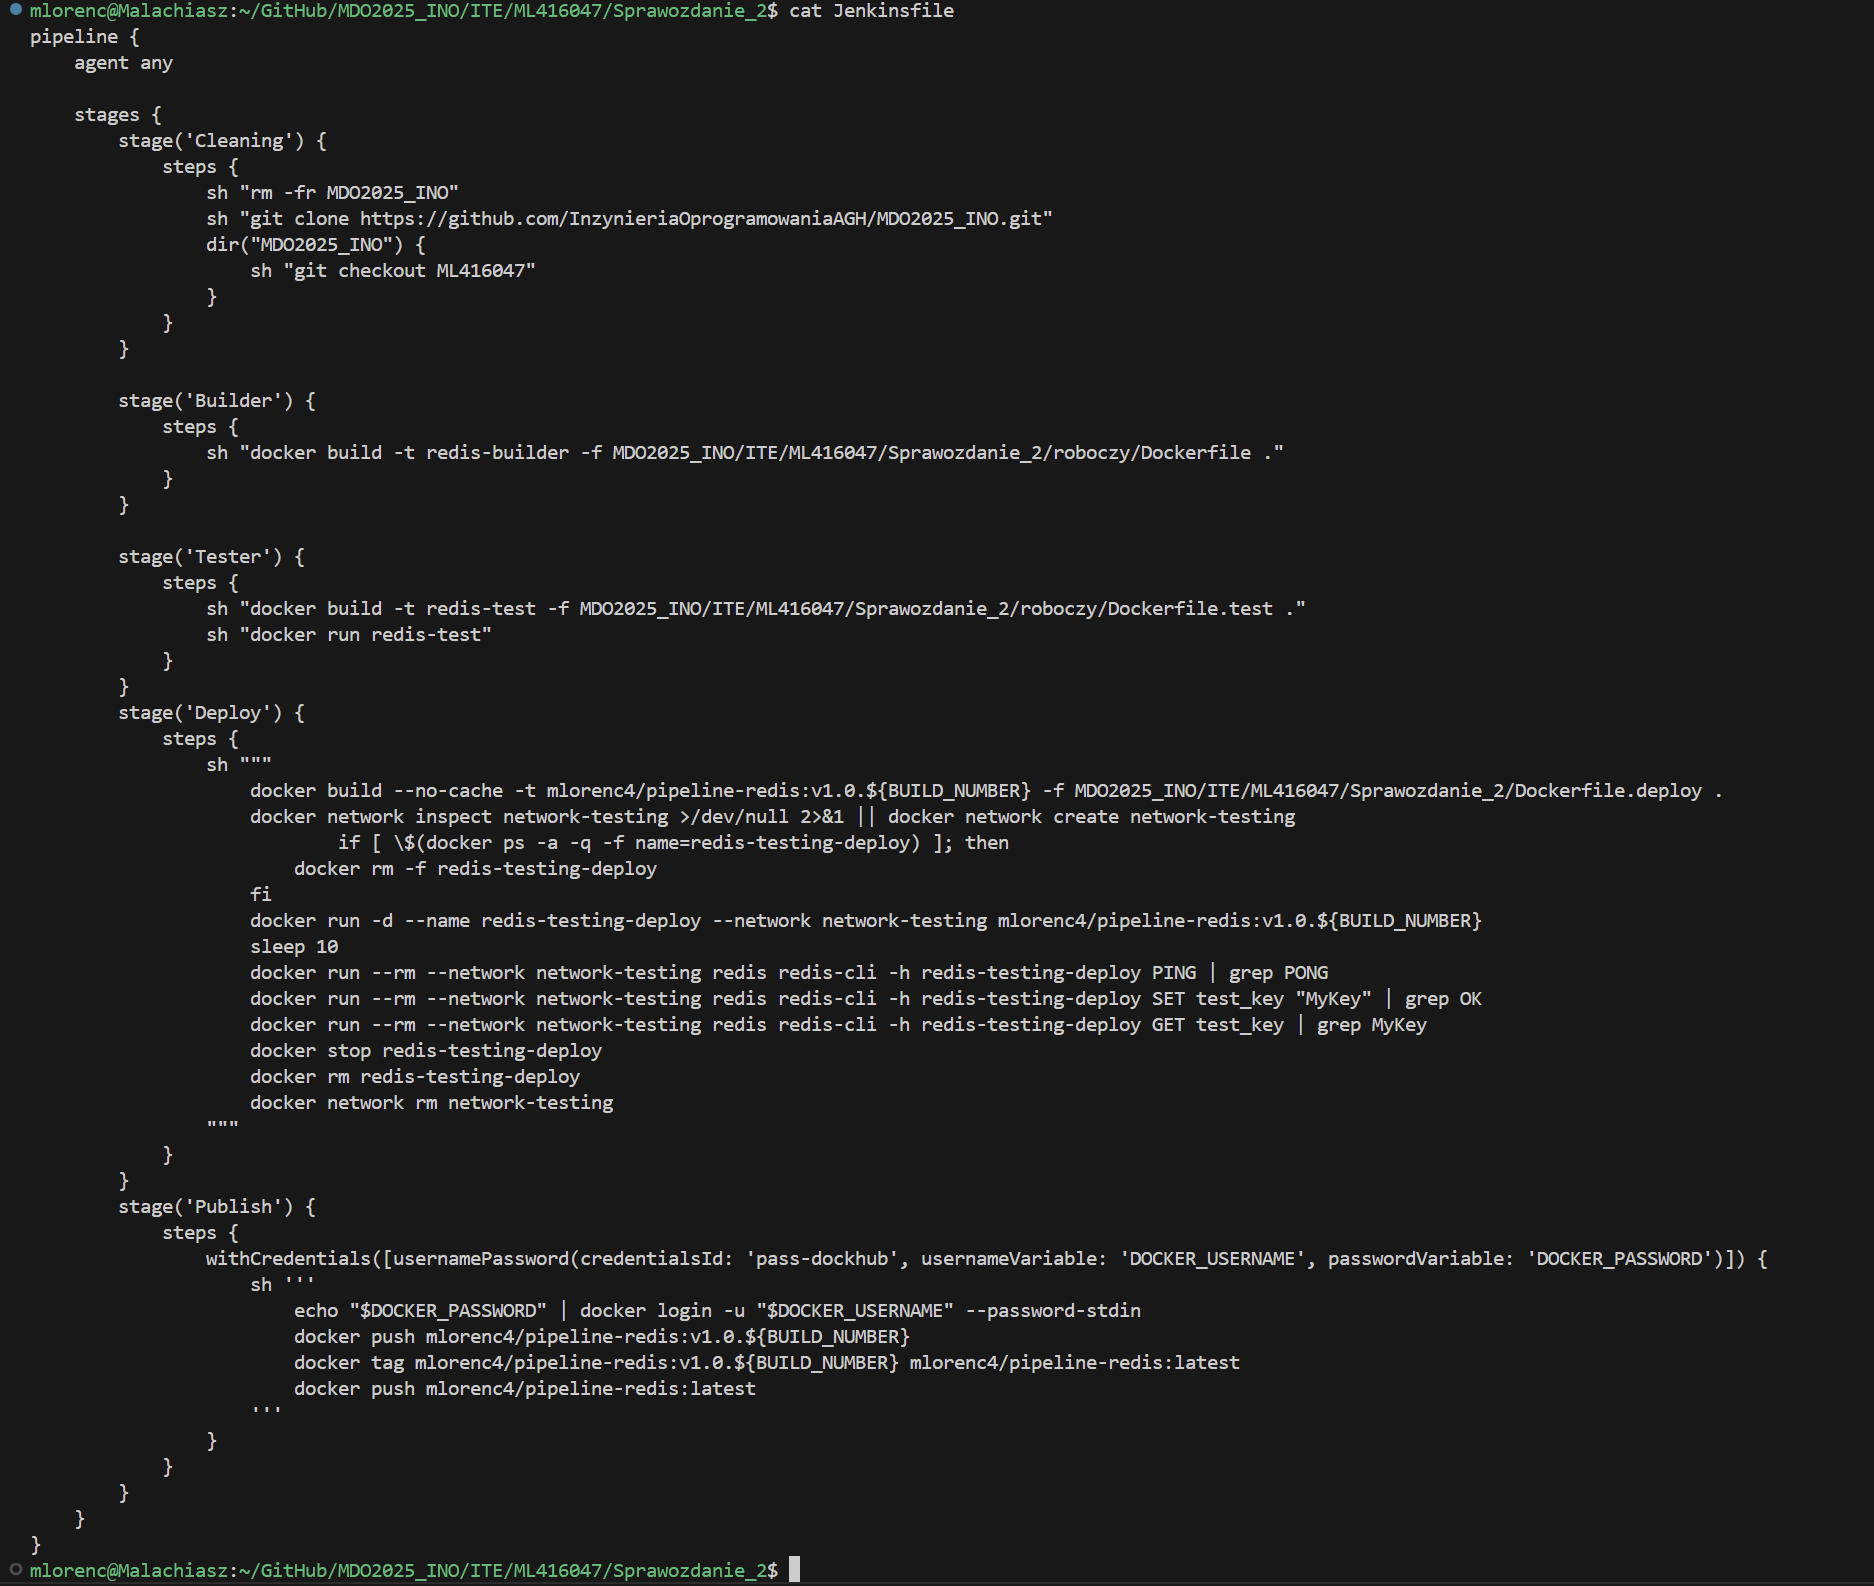 mlorenc@Malachiasz:~/GitHub/MDO2025_INO/ITE/ML416047/Sprawozdanie_2$ cat Jenkinsfile
pipeline {
    agent any

    stages {
        stage('Cleaning') {
            steps {
                sh "rm -fr MDO2025_INO"
                sh "git clone https://github.com/InzynieriaOprogramowaniaAGH/MDO2025_INO.git"
                dir("MDO2025_INO") {
                    sh "git checkout ML416047"
                }
            }
        }

        stage('Builder') {
            steps {
                sh "docker build -t redis-builder -f MDO2025_INO/ITE/ML416047/Sprawozdanie_2/roboczy/Dockerfile ."
            }
        }

        stage('Tester') {
            steps {
                sh "docker build -t redis-test -f MDO2025_INO/ITE/ML416047/Sprawozdanie_2/roboczy/Dockerfile.test ."
                sh "docker run redis-test"
            }
        }
        stage('Deploy') {
            steps {
                sh """
                    docker build --no-cache -t mlorenc4/pipeline-redis:v1.0.${BUILD_NUMBER} -f MDO2025_INO/ITE/ML416047/Sprawozdanie_2/Dockerfile.deploy .
                    docker network inspect network-testing >/dev/null 2>&1 || docker network create network-testing
                            if [ \$(docker ps -a -q -f name=redis-testing-deploy) ]; then
                        docker rm -f redis-testing-deploy
                    fi
                    docker run -d --name redis-testing-deploy --network network-testing mlorenc4/pipeline-redis:v1.0.${BUILD_NUMBER}
                    sleep 10
                    docker run --rm --network network-testing redis redis-cli -h redis-testing-deploy PING | grep PONG
                    docker run --rm --network network-testing redis redis-cli -h redis-testing-deploy SET test_key "MyKey" | grep OK
                    docker run --rm --network network-testing redis redis-cli -h redis-testing-deploy GET test_key | grep MyKey
                    docker stop redis-testing-deploy
                    docker rm redis-testing-deploy
                    docker network rm network-testing
                """
            }
        }
        stage('Publish') {
            steps {
                withCredentials([usernamePassword(credentialsId: 'pass-dockhub', usernameVariable: 'DOCKER_USERNAME', passwordVariable: 'DOCKER_PASSWORD')]) {
                    sh '''
                        echo "$DOCKER_PASSWORD" | docker login -u "$DOCKER_USERNAME" --password-stdin
                        docker push mlorenc4/pipeline-redis:v1.0.${BUILD_NUMBER}
                        docker tag mlorenc4/pipeline-redis:v1.0.${BUILD_NUMBER} mlorenc4/pipeline-redis:latest
                        docker push mlorenc4/pipeline-redis:latest
                    '''
                }
            }
        }
    }
}
mlorenc@Malachiasz:~/GitHub/MDO2025_INO/ITE/ML416047/Sprawozdanie_2$